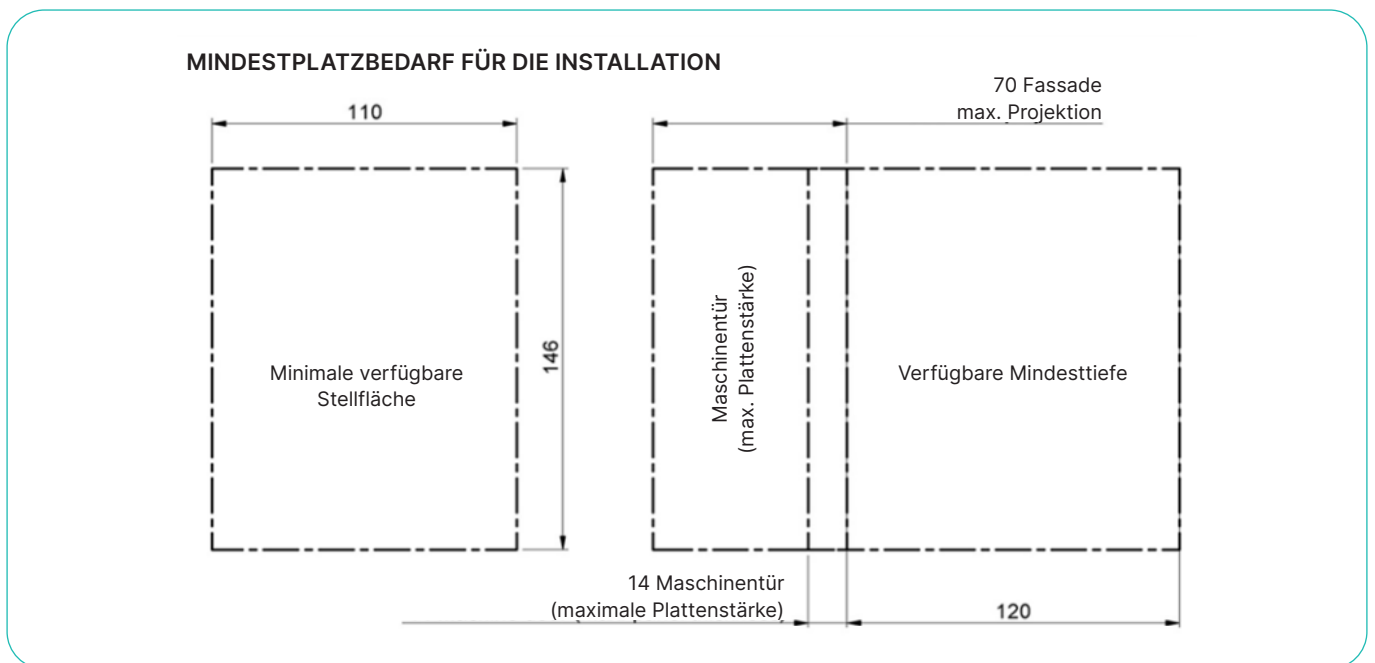 MINDESTPLATZBEDARF FÜR DIE INSTALLATION
110
70 Fassade
max. Projektion
146
Minimale verfügbare
Stellfläche
Maschinentür
(max. Plattenstärke)
Verfügbare Mindesttiefe
14 Maschinentür
(maximale Plattenstärke)
120